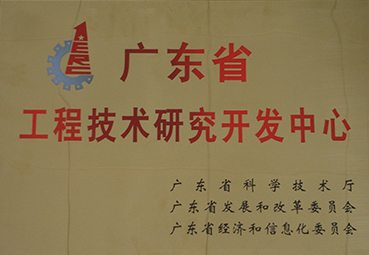 广东省
工程技术研究开发中心
广东省科学技术厅
广东省发展和改革委员会
广东省经济和信息化委员会